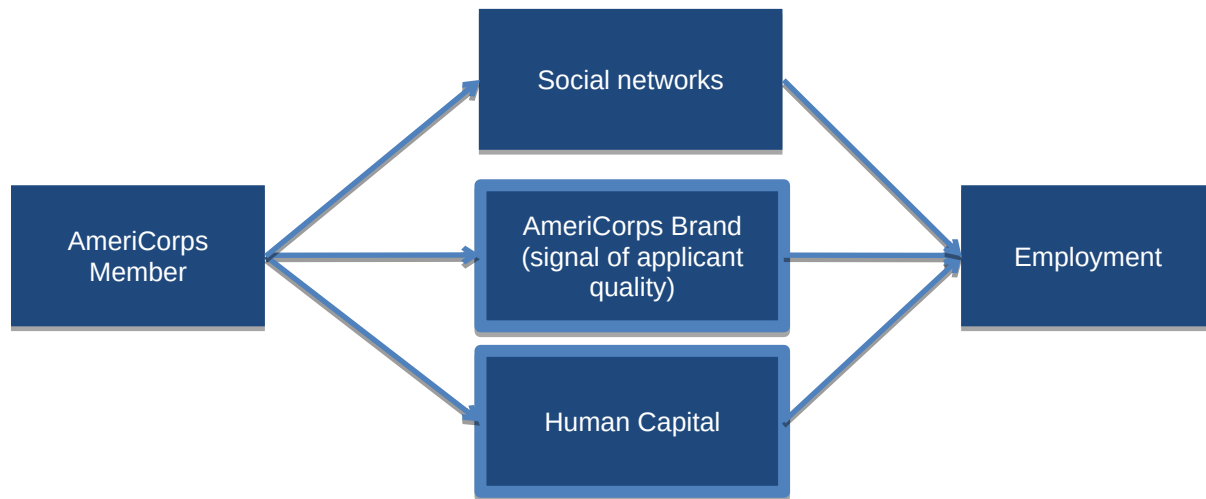 Social networks
AmeriCorps
Member
AmeriCorps Brand
(signal of applicant
quality)
Employment
Human Capital